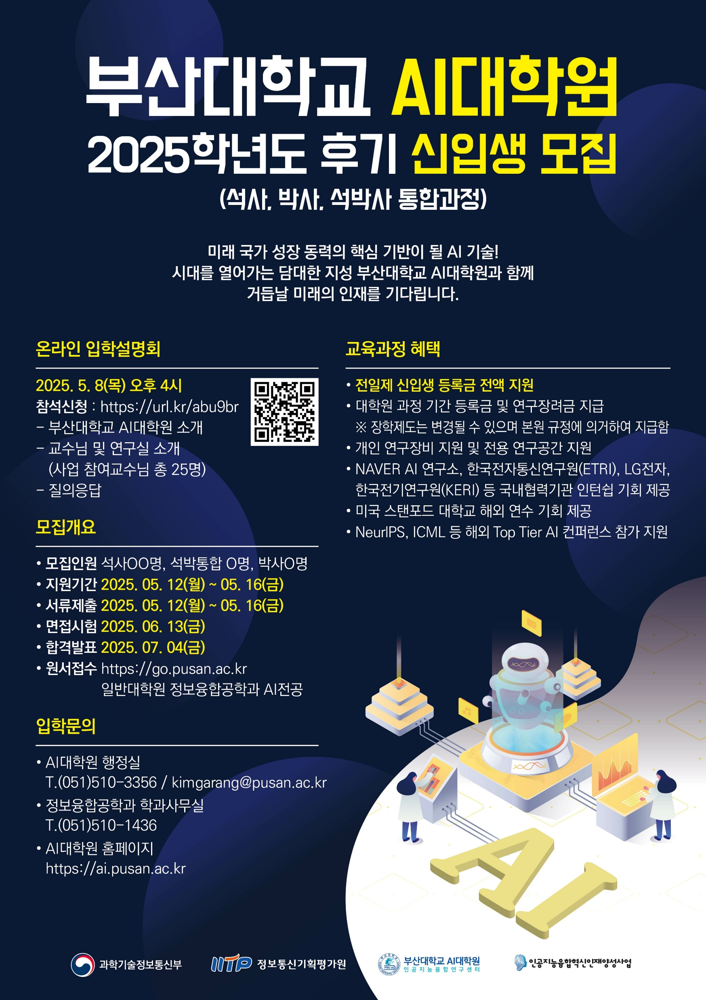 부산대학교 AI대학원
2025학년도 후기 신입생 모집
(석사, 박사, 석박사 통합과정)
미래 국가 성장 동력의 핵심 기반이 될 AI 기술!
시대를 열어가는 담대한 지성 부산대학교 AI대학원과 함께
거듭날 미래의 인재를 기다립니다.
온라인 입학설명회
2025. 5. 8(목) 오후 4시
참석신청 : https://url.kr/abu9br
- 부산대학교 AI대학원 소개
- 교수님 및 연구실 소개
(사업 참여교수님 총 25명)
- 질의응답
모집개요
• 모집인원 석사OO명, 석박통합 O명, 박사O명
• 지원기간 2025. 05. 12(월) ~ 05. 16(금)
• 서류제출 2025. 05. 12(월) ~ 05. 16(금)
• 면접시험 2025. 06. 13(금)
• 합격발표 2025. 07. 04(금)
• 원서접수 https://go.pusan.ac.kr
일반대학원 정보융합공학과 AI전공
입학문의
• AI대학원 행정실
T.(051)510-3356 / kimgarang@pusan.ac.kr
• 정보융합공학과 학과사무실
T.(051)510-1436
• AI대학원 홈페이지
https://ai.pusan.ac.kr
교육과정 혜택
• 전일제 신입생 등록금 전액 지원
• 대학원 과정 기간 등록금 및 연구장려금 지급
※ 장학제도는 변경될 수 있으며 본원 규정에 의거하여 지급함
• 개인 연구장비 지원 및 전용 연구공간 지원
• NAVER AI 연구소, 한국전자통신연구원(ETRI), LG전자,
한국전기연구원(KERI) 등 국내협력기관 인턴쉽 기회 제공
• 미국 스탠포드 대학교 해외 연수 기회 제공
• NeurIPS, ICML 등 해외 Top Tier AI 컨퍼런스 참가 지원
AI
과학기술정보통신부
IITP 정보통신기획평가원
PNU AI
부산대학교 AI대학원
인공지능융합연구센터
인공지능융합혁신인재양성사업